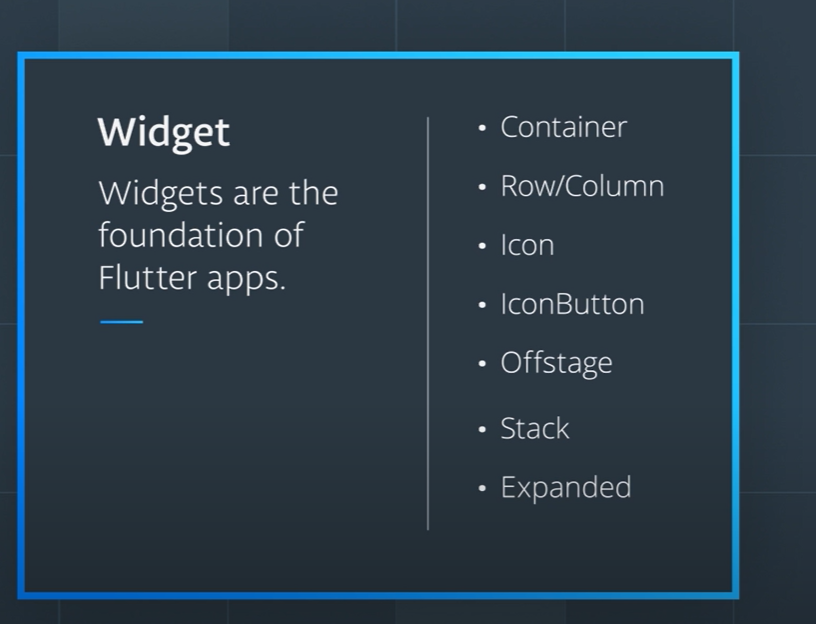 Widget
Widgets are the
foundation of
Flutter apps.
• Container
• Row/Column
• Icon
• IconButton
• Offstage
• Stack
• Expanded